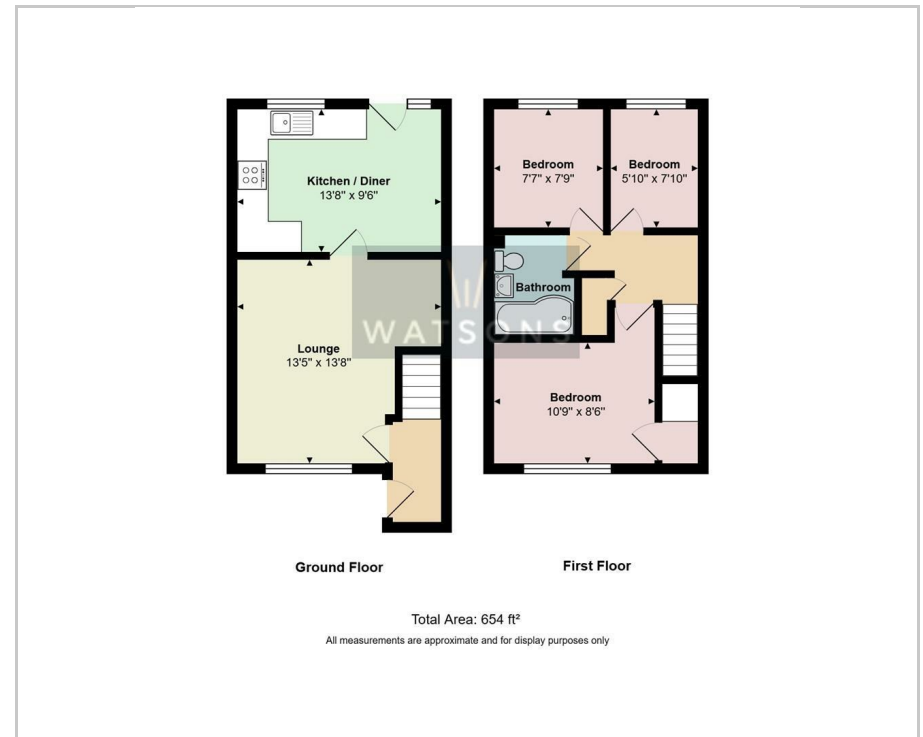 Kitchen / Diner
13'8" x 9'6"
Lounge
13'5" x 13'8"
Bedroom
7'7" x 7'9"
Bedroom
5'10" x 7'10"
Bathroom
Bedroom
10'9" x 8'6"
WATSONS
Ground Floor
First Floor
Total Area: 654 ft²
All measurements are approximate and for display purposes only